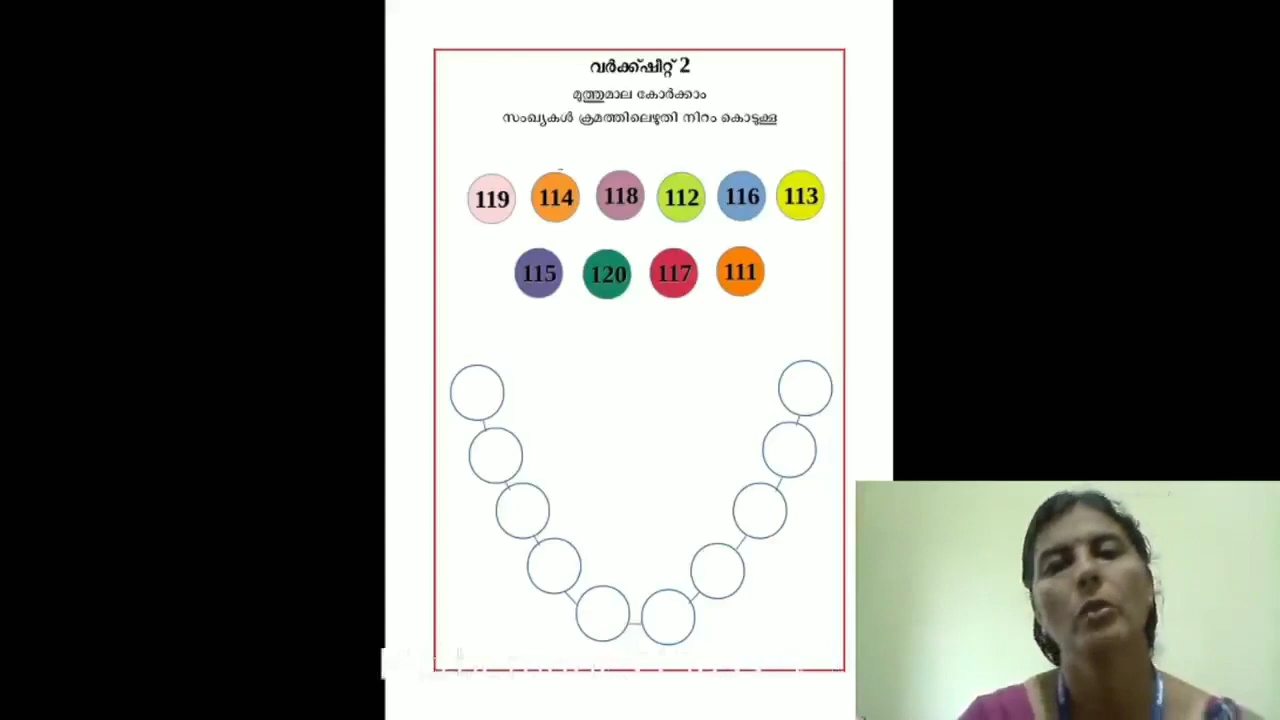 വർക്ക്ഷീറ്റ് 2
മുത്തുമാല കോർക്കാം
സംഖ്യകൾ ക്രമത്തിലെഴുതി നിറം കൊടുക്കൂ
119 114 118 112 116 113
115 120 117 111